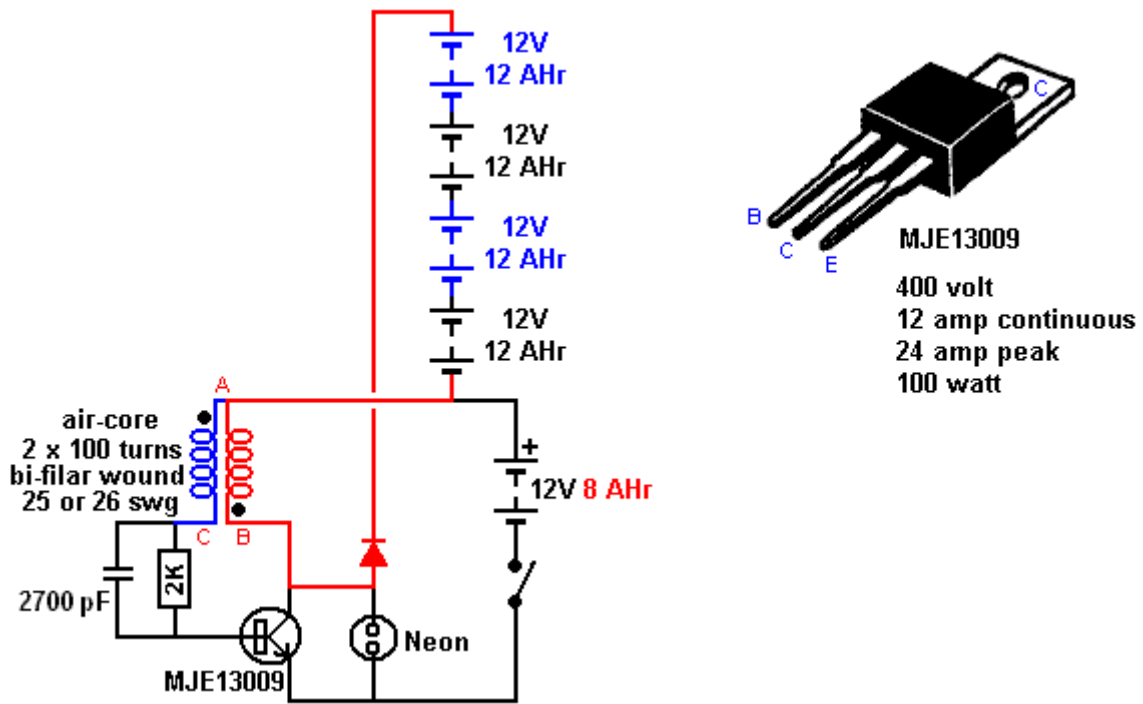 12V
12 AHr
12V
12 AHr
12V
12 AHr
12V
12 AHr
C
B
C
E
MJE13009
400 volt
12 amp continuous
24 amp peak
100 watt
A
air-core
2 x 100 turns
bi-filar wound
25 or 26 swg
+
12V 8 AHr
C
B
2K
2700 pF
Neon
MJE13009